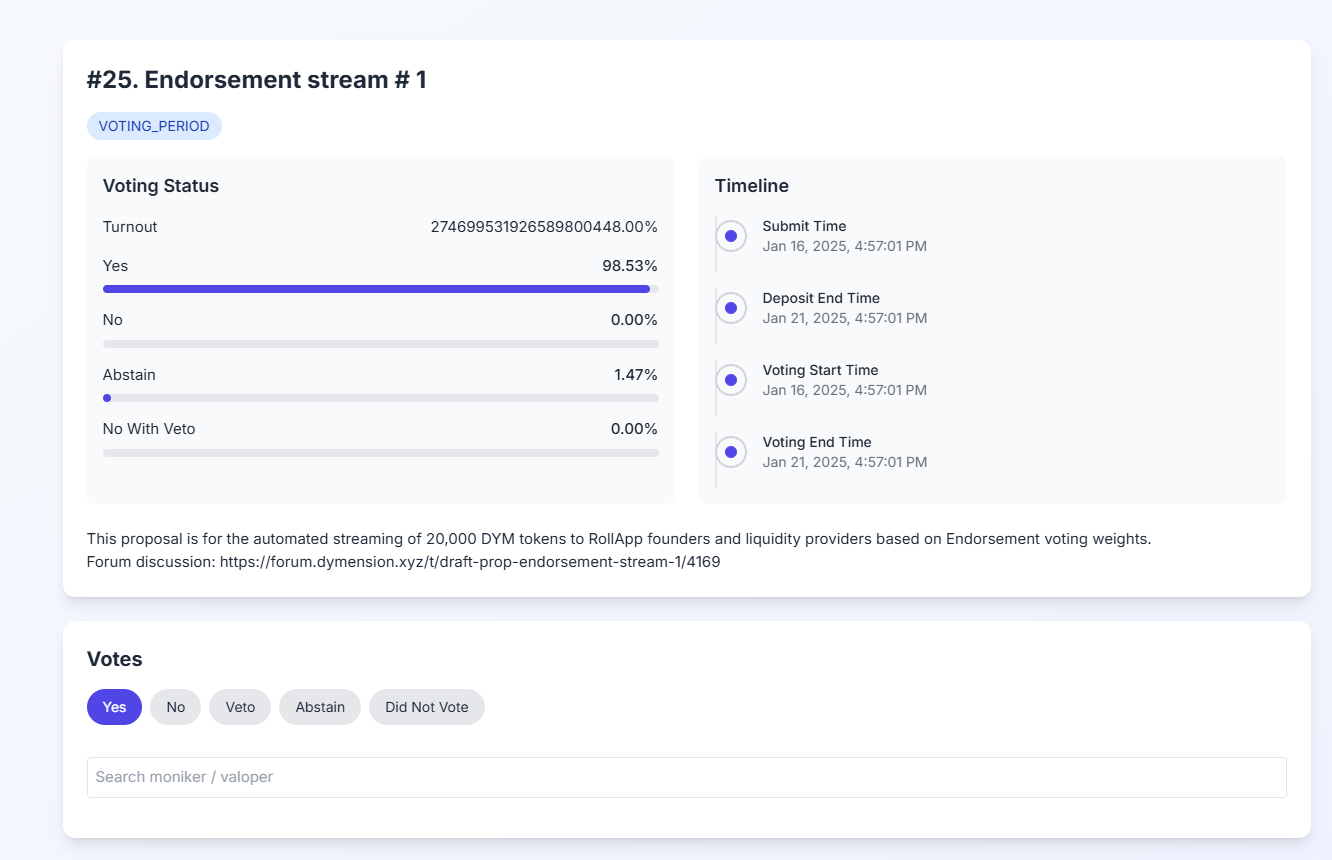 #25. Endorsement stream # 1
VOTING_PERIOD
Voting Status
Turnout 274699531926589800448.00%
Yes 98.53%
No 0.00%
Abstain 1.47%
No With Veto 0.00%
Timeline
Submit Time
Jan 16, 2025, 4:57:01 PM
Deposit End Time
Jan 21, 2025, 4:57:01 PM
Voting Start Time
Jan 16, 2025, 4:57:01 PM
Voting End Time
Jan 21, 2025, 4:57:01 PM
This proposal is for the automated streaming of 20,000 DYM tokens to RollApp founders and liquidity providers based on Endorsement voting weights.
Forum discussion: https://forum.dymension.xyz/t/draft-prop-endorsement-stream-1/4169
Votes
Yes No Veto Abstain Did Not Vote
Search moniker / valoper